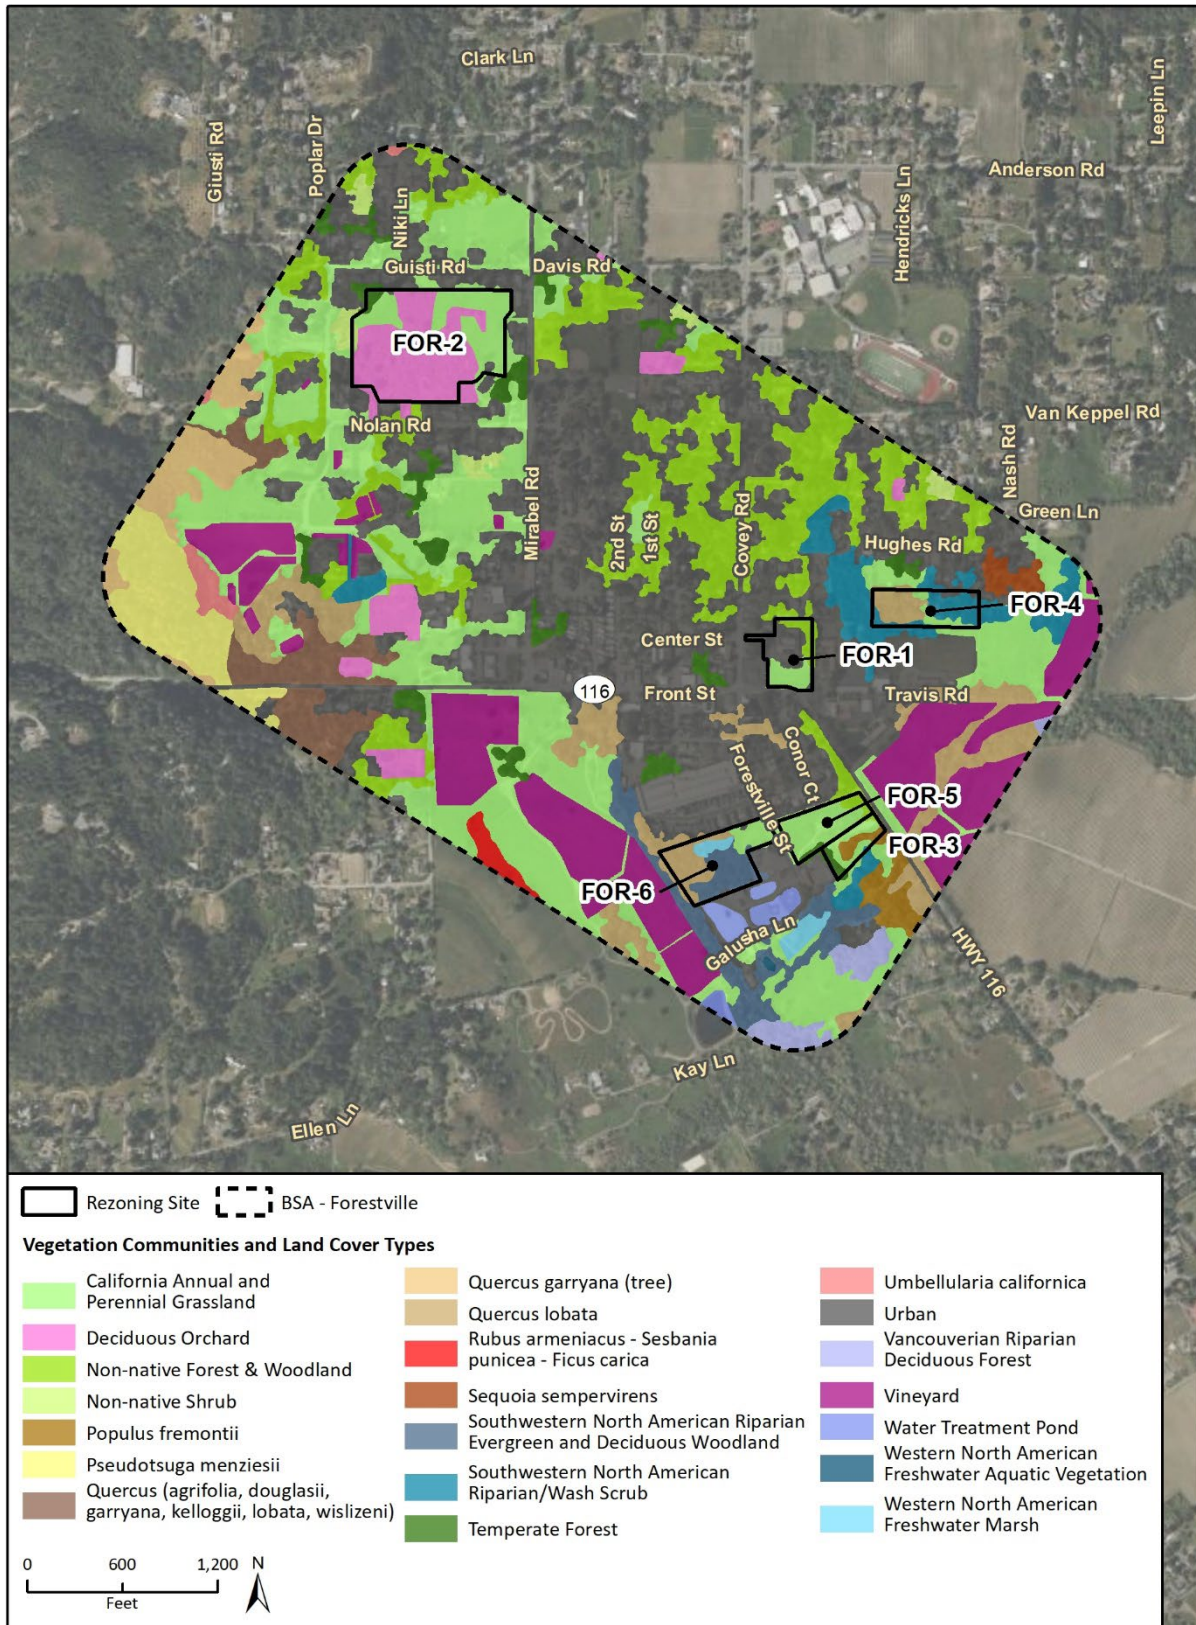 Clark Ln
Leepin Ln
Giusti Rd
Poplar Dr
Anderson Rd
Hendricks Ln
Niki Ln
Guisti Rd
Davis Rd
FOR-2
Nolan Rd
Van Keppel Rd
Nash Rd
Green Ln
Mirabel Rd
2nd St
1st St
Covey Rd
Hughes Rd
FOR-4
Center St
FOR-1
116
Front St
Travis Rd
Conor Ct
Forestville St
FOR-5
FOR-3
FOR-6
Galusha Ln
HWY 116
Kay Ln
Ellen Ln
Rezoning Site
BSA - Forestville
Vegetation Communities and Land Cover Types
California Annual and
Perennial Grassland
Deciduous Orchard
Non-native Forest & Woodland
Non-native Shrub
Populus fremontii
Pseudotsuga menziesii
Quercus (agrifolia, douglasii,
garryana, kelloggii, lobata, wislizeni)
Quercus garryana (tree)
Quercus lobata
Rubus armeniacus - Sesbania
punicea - Ficus carica
Sequoia sempervirens
Southwestern North American Riparian
Evergreen and Deciduous Woodland
Southwestern North American
Riparian/Wash Scrub
Temperate Forest
Umbellularia californica
Urban
Vancouverian Riparian
Deciduous Forest
Vineyard
Water Treatment Pond
Western North American
Freshwater Aquatic Vegetation
Western North American
Freshwater Marsh
0 600 1,200
Feet
N